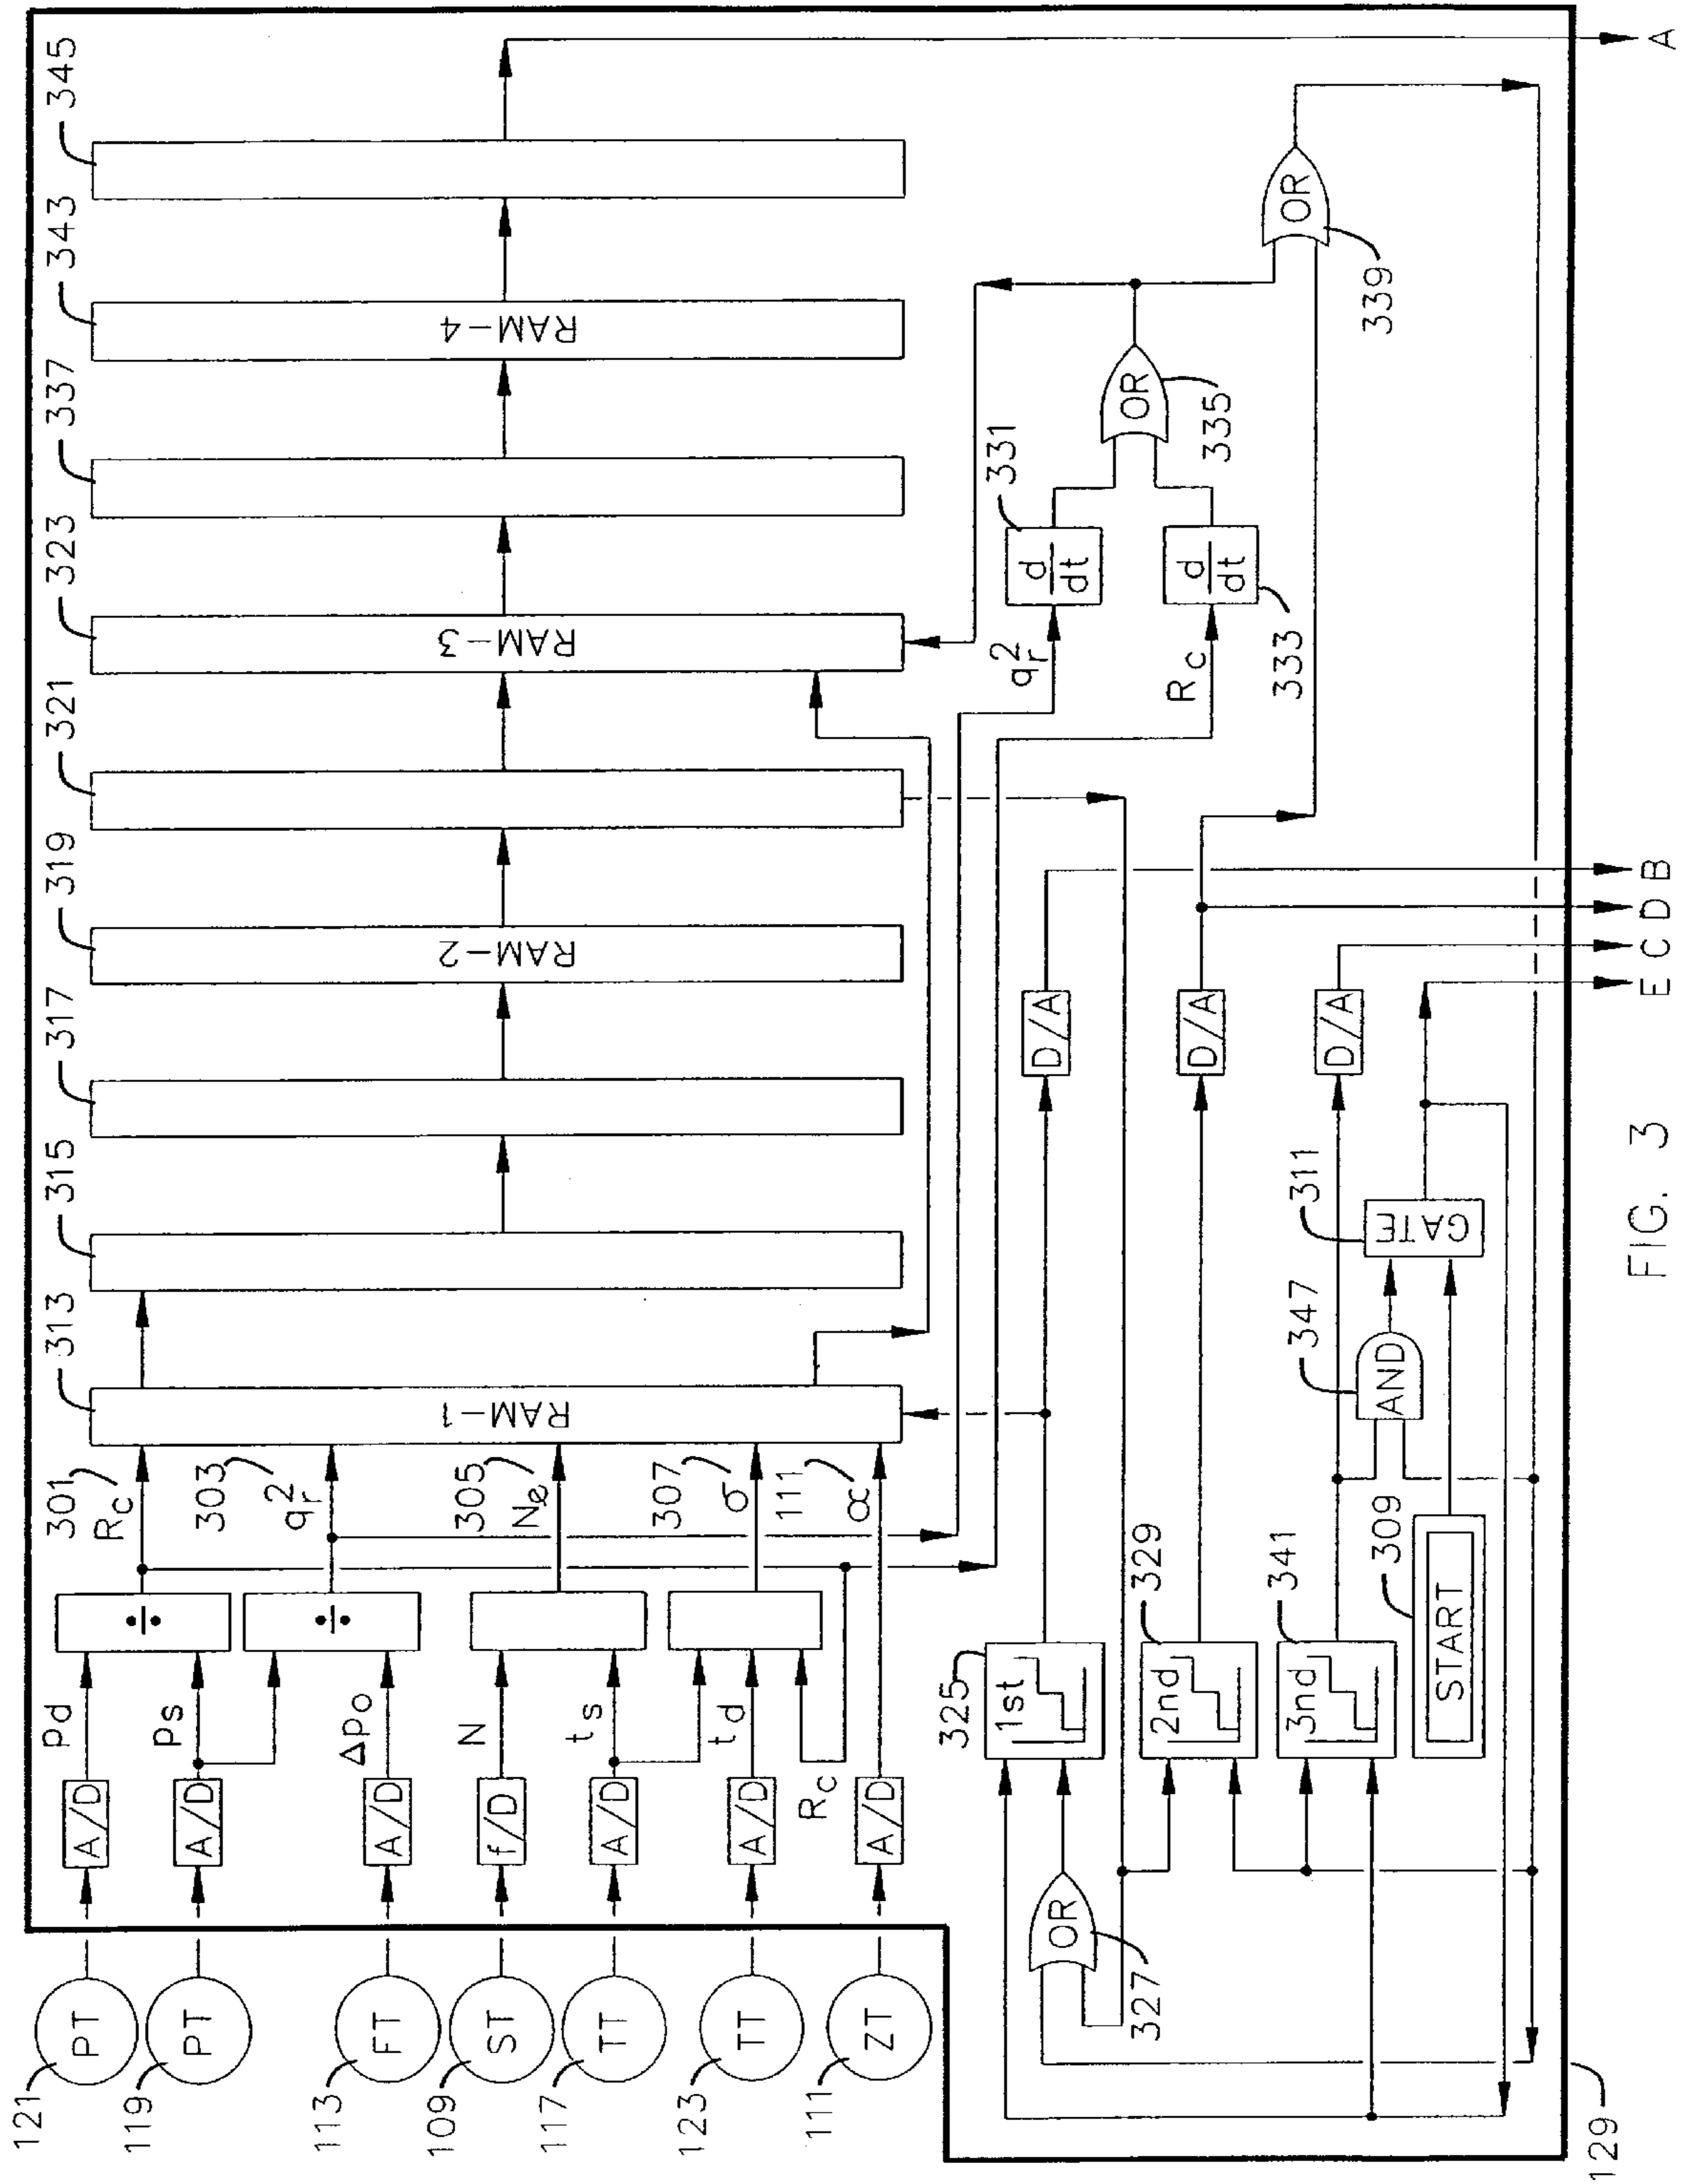 121
PT
A/D
Pd
÷
301
Rc
119
PT
A/D
Ps
÷
303
qr2
113
FT
A/D
ΔPo
109
ST
f/D
N
305
Ne
117
TT
A/D
ts
123
TT
A/D
td
307
σ
Rc
111
ZT
A/D
111
α
313
RAM-1
315
317
319
RAM-2
321
323
RAM-3
337
343
RAM-4
345
A
327
OR
325
1st
D/A
B
329
2nd
D/A
D
341
3nd
D/A
C
309
START
347
AND
311
GATE
E
qr2
331
d
dt
Rc
333
d
dt
335
OR
339
OR
129
FIG. 3